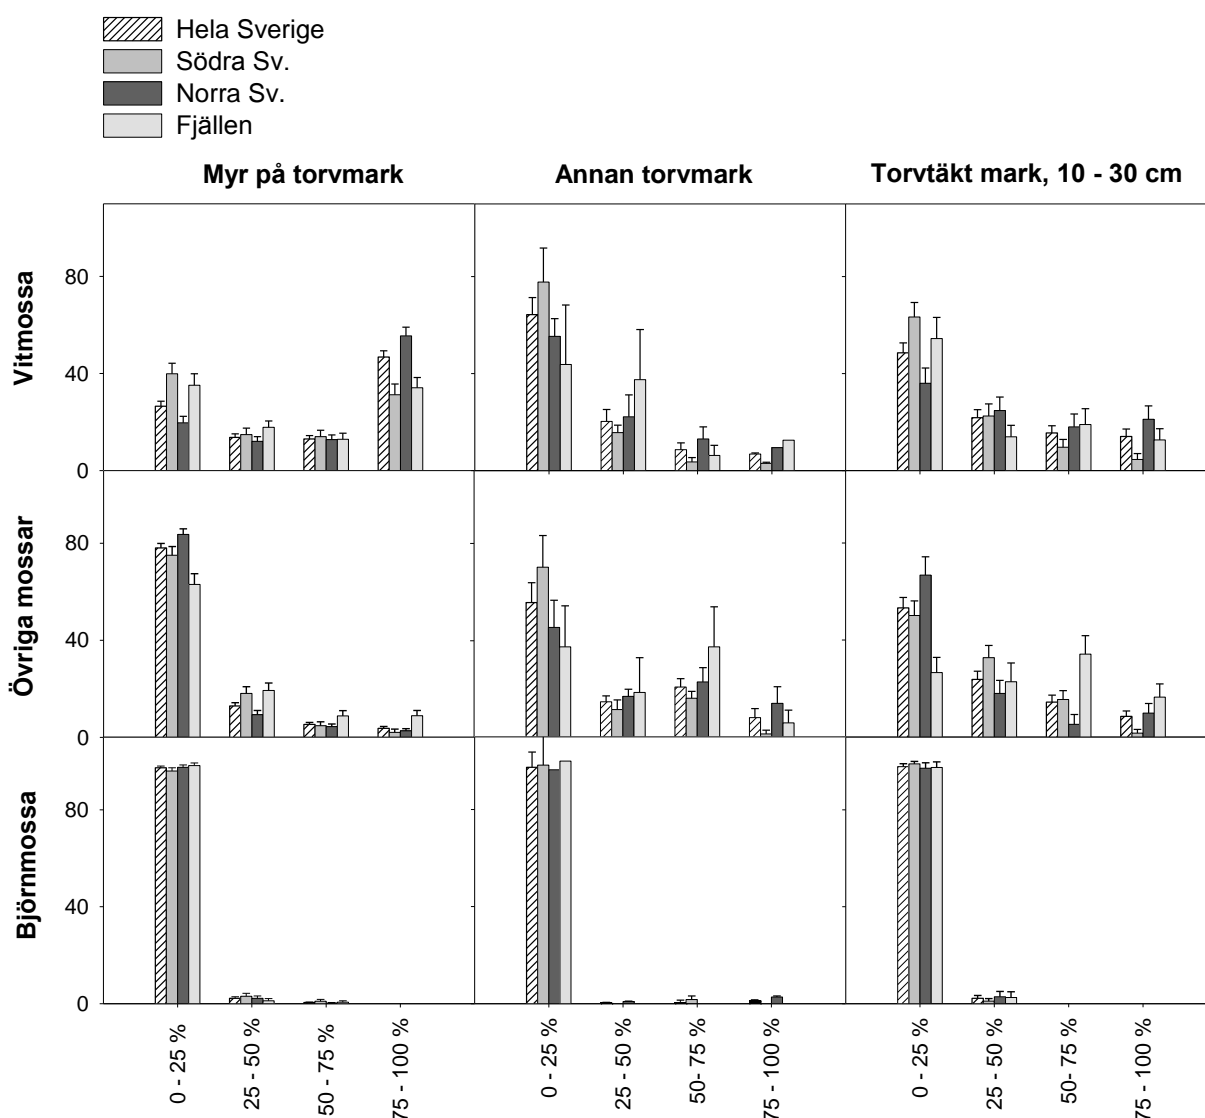 Hela Sverige
Södra Sv.
Norra Sv.
Fjällen
Myr på torvmark
Annan torvmark
Torvtäkt mark, 10 - 30 cm
Vitmossa
80
40
0
Övriga mossar
80
40
0
Björnmossa
80
40
0
0 - 25 %
25 - 50 %
50 - 75 %
75 - 100 %
0 - 25 %
25 - 50 %
50- 75 %
75 - 100 %
0 - 25 %
25 - 50 %
50- 75 %
75 - 100 %